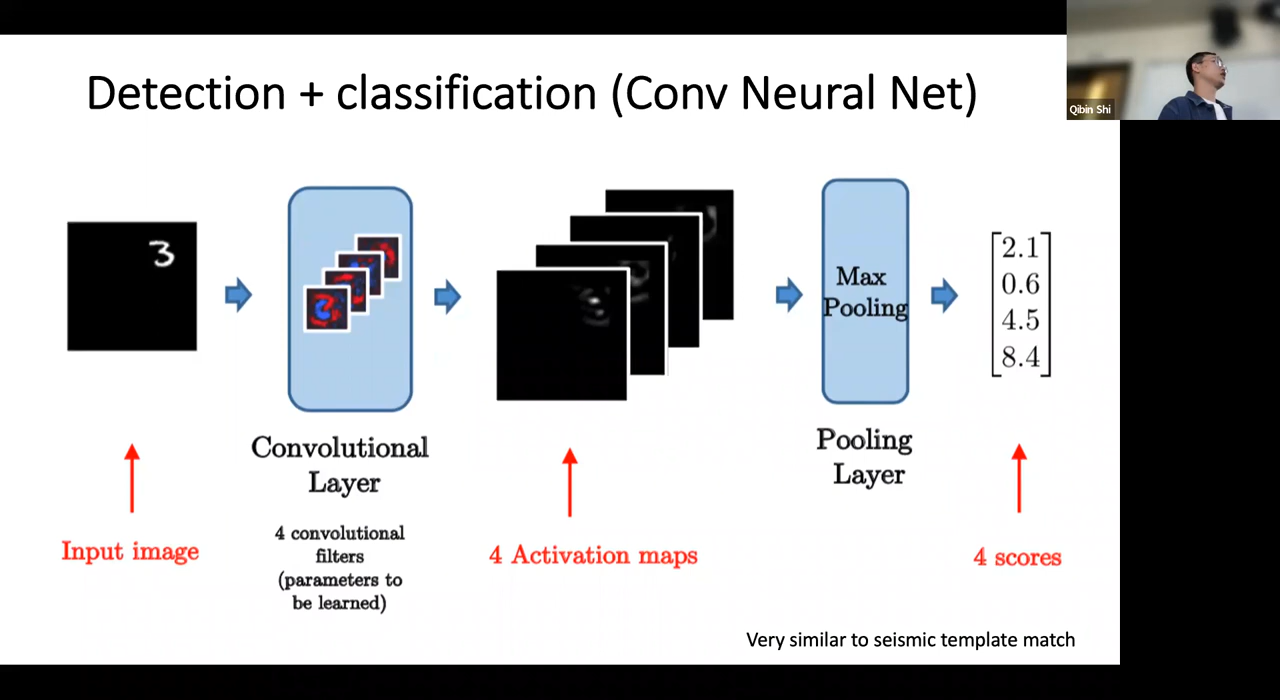 Detection + classification (Conv Neural Net)
Qibin Shi
3
Max
Pooling
2.1
0.6
4.5
8.4
Convolutional
Layer
Pooling
Layer
4 convolutional
filters
(parameters to
be learned)
Input image
4 Activation maps
4 scores
Very similar to seismic template match